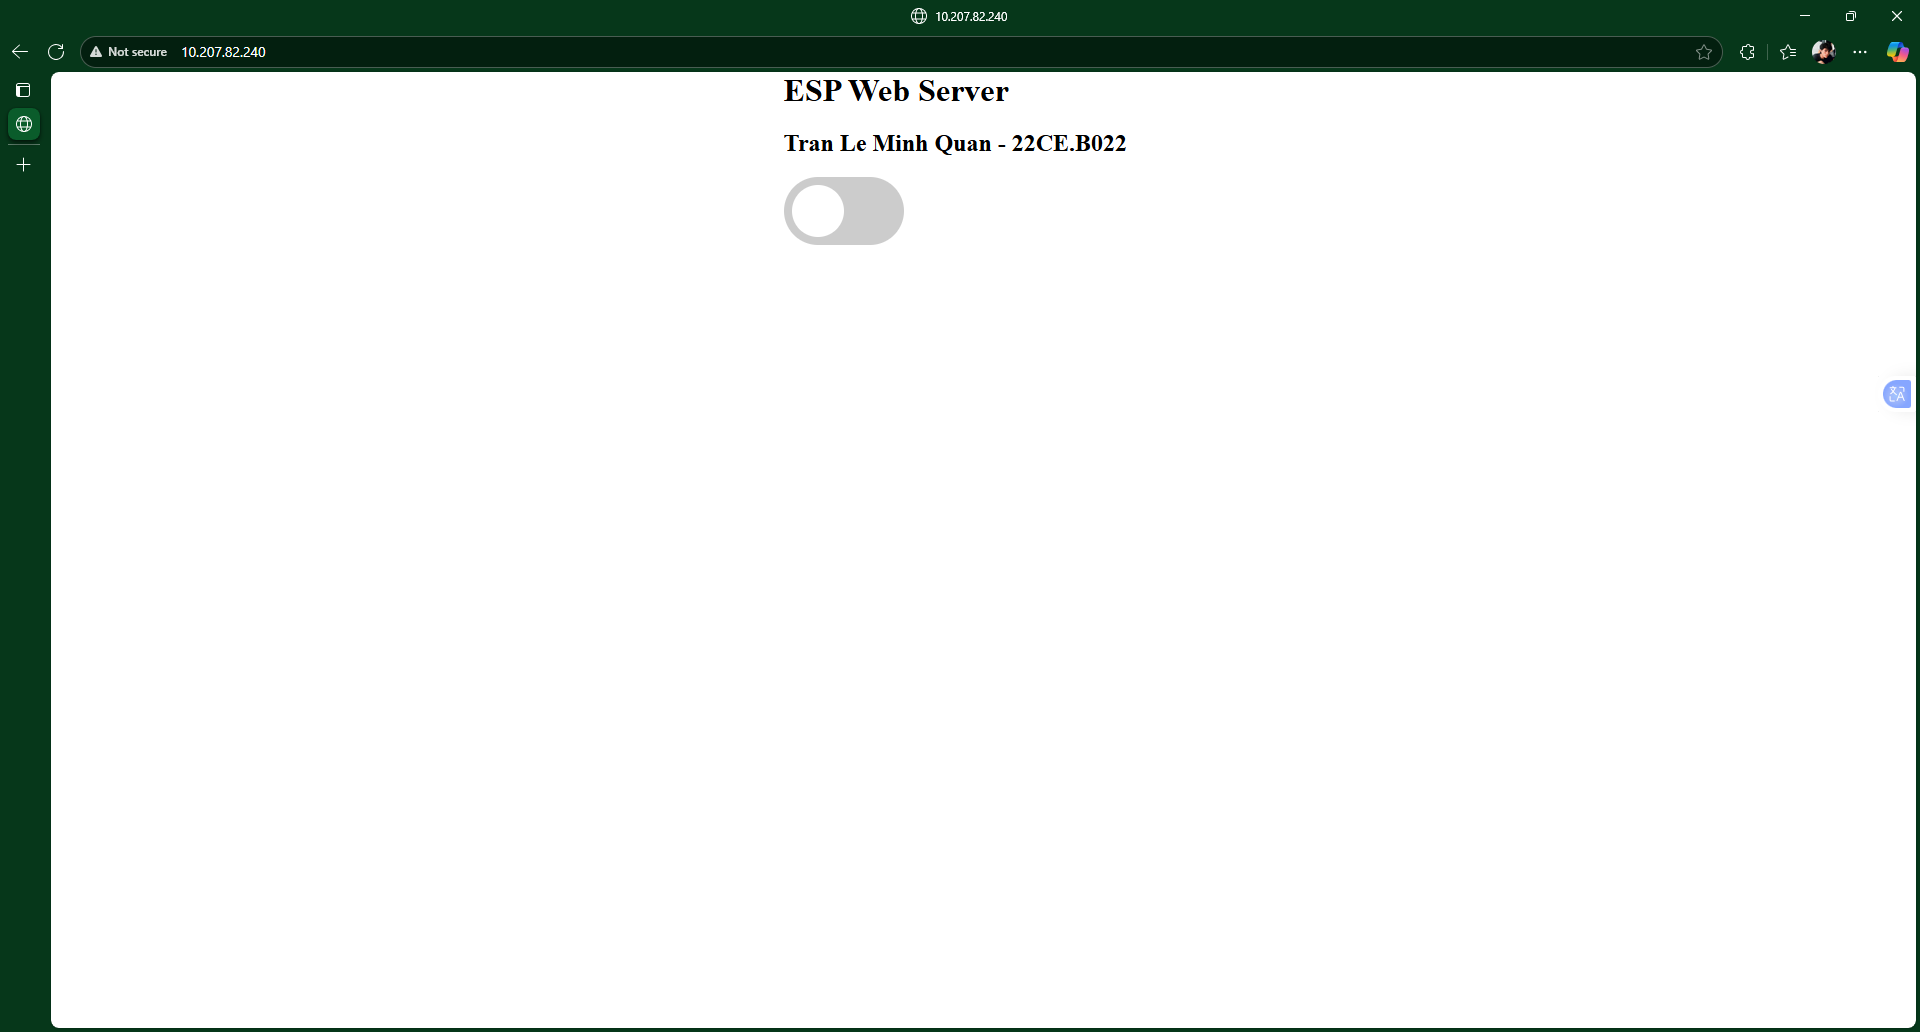 10.207.82.240
Not secure 10.207.82.240
ESP Web Server
Tran Le Minh Quan - 22CE.B022